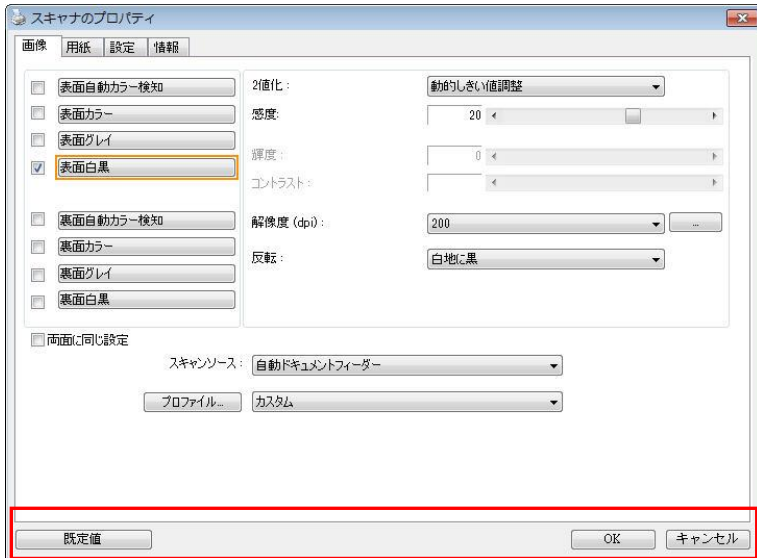 スキャナのプロパティ
画像 用紙 設定 情報
表面自動カラー検知
表面カラー
表面グレイ
表面白黒
裏面自動カラー検知
裏面カラー
裏面グレイ
裏面白黒
2値化： 動的しきい値調整
感度: 20
輝度： 0
コントラスト：
解像度 (dpi)： 200 ...
反転： 白地に黒
両面に同じ設定
スキャンソース： 自動ドキュメントフィーダー
プロファイル... カスタム
既定値 OK キャンセル